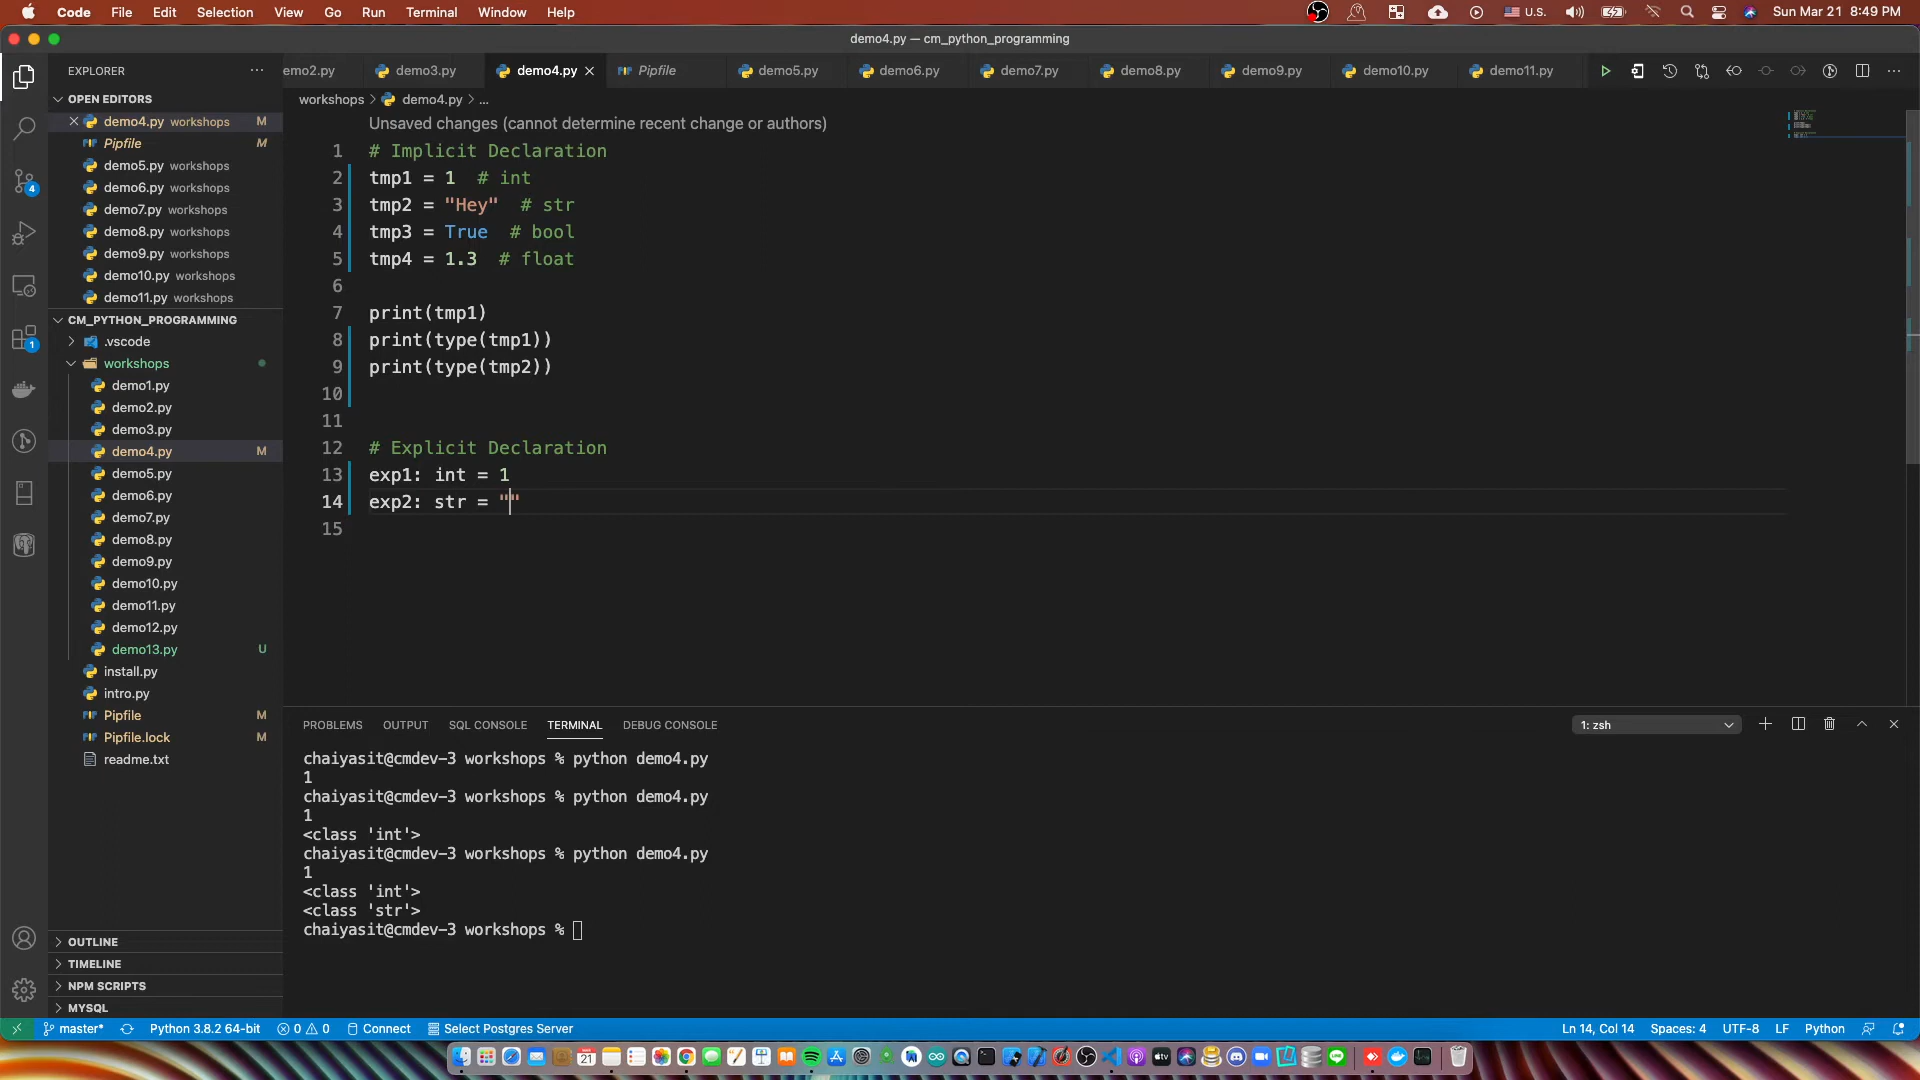 Code File Edit Selection View Go Run Terminal Window Help U.S. Sun Mar 21 8:49 PM
demo4.py — cm_python_programming
EXPLORER ···
emo2.py demo3.py demo4.py Pipfile demo5.py demo6.py demo7.py demo8.py demo9.py demo10.py demo11.py
OPEN EDITORS
demo4.py workshops M
Pipfile M
demo5.py workshops
demo6.py workshops
demo7.py workshops
demo8.py workshops
demo9.py workshops
demo10.py workshops
demo11.py workshops
CM_PYTHON_PROGRAMMING
.vscode
workshops
demo1.py
demo2.py
demo3.py
demo4.py M
demo5.py
demo6.py
demo7.py
demo8.py
demo9.py
demo10.py
demo11.py
demo12.py
demo13.py U
install.py
intro.py
Pipfile M
Pipfile.lock M
readme.txt
OUTLINE
TIMELINE
NPM SCRIPTS
MYSQL
4
1
workshops > demo4.py > ...
Unsaved changes (cannot determine recent change or authors)
1 # Implicit Declaration
2 tmp1 = 1 # int
3 tmp2 = "Hey" # str
4 tmp3 = True # bool
5 tmp4 = 1.3 # float
6
7 print(tmp1)
8 print(type(tmp1))
9 print(type(tmp2))
10
11
12 # Explicit Declaration
13 exp1: int = 1
14 exp2: str = ""
15
PROBLEMS OUTPUT SQL CONSOLE TERMINAL DEBUG CONSOLE 1: zsh
chaiyasit@cmdev-3 workshops % python demo4.py
1
chaiyasit@cmdev-3 workshops % python demo4.py
1
<class 'int'>
chaiyasit@cmdev-3 workshops % python demo4.py
1
<class 'int'>
<class 'str'>
chaiyasit@cmdev-3 workshops %
master* Python 3.8.2 64-bit 0 0 Connect Select Postgres Server Ln 14, Col 14 Spaces: 4 UTF-8 LF Python
21